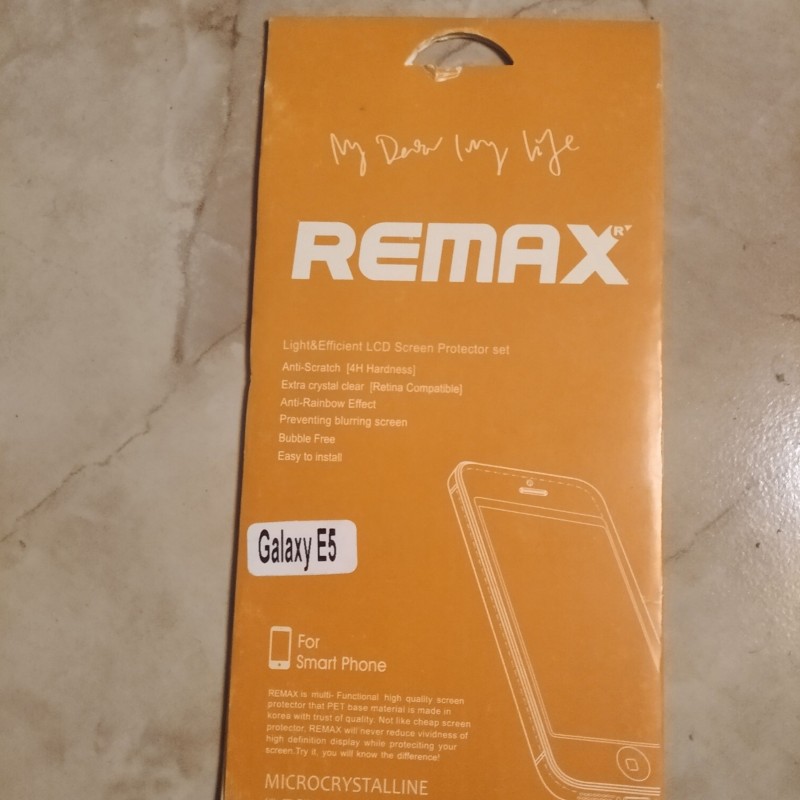 My Dear my life
REMAX R
Light&Efficient LCD Screen Protector set
Anti-Scratch [4H Hardness]
Extra crystal clear [Retina Compatible]
Anti-Rainbow Effect
Preventing blurring screen
Bubble Free
Easy to install
Galaxy E5
For
Smart Phone
REMAX is multi- Functional high quality screen
protector that PET base material is made in
korea with trust of quality. Not like cheap screen
protector, REMAX will never reduce vividness of
high definition display while proteciting your
screen.Try it, you will know the difference!
MICROCRYSTALLINE